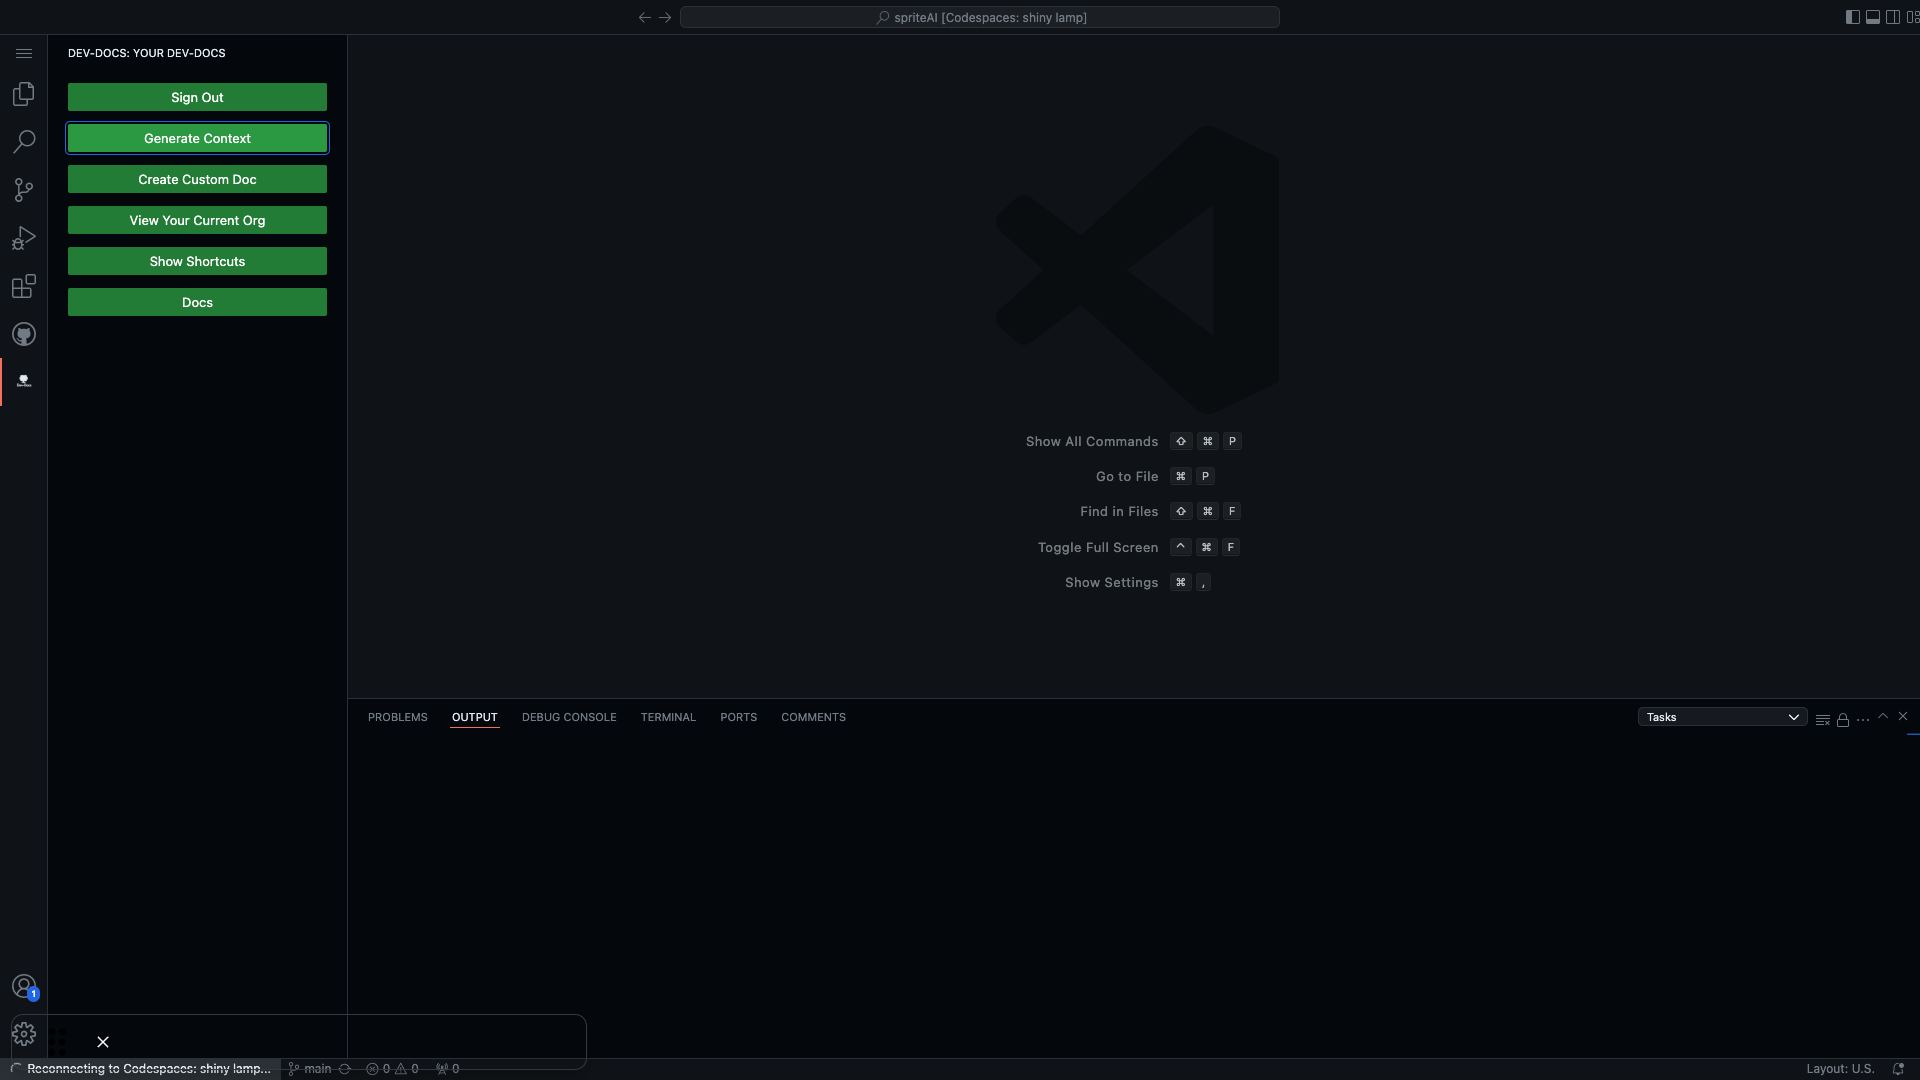 spriteAI [Codespaces: shiny lamp]
DEV-DOCS: YOUR DEV-DOCS
Sign Out
Generate Context
Create Custom Doc
View Your Current Org
Show Shortcuts
Docs
Show All Commands ⇧ ⌘ P
Go to File ⌘ P
Find in Files ⇧ ⌘ F
Toggle Full Screen ^ ⌘ F
Show Settings ⌘ ,
PROBLEMS OUTPUT DEBUG CONSOLE TERMINAL PORTS COMMENTS Tasks
1
Reconnecting to Codespaces: shiny lamp... main 0 0 0 Layout: U.S.